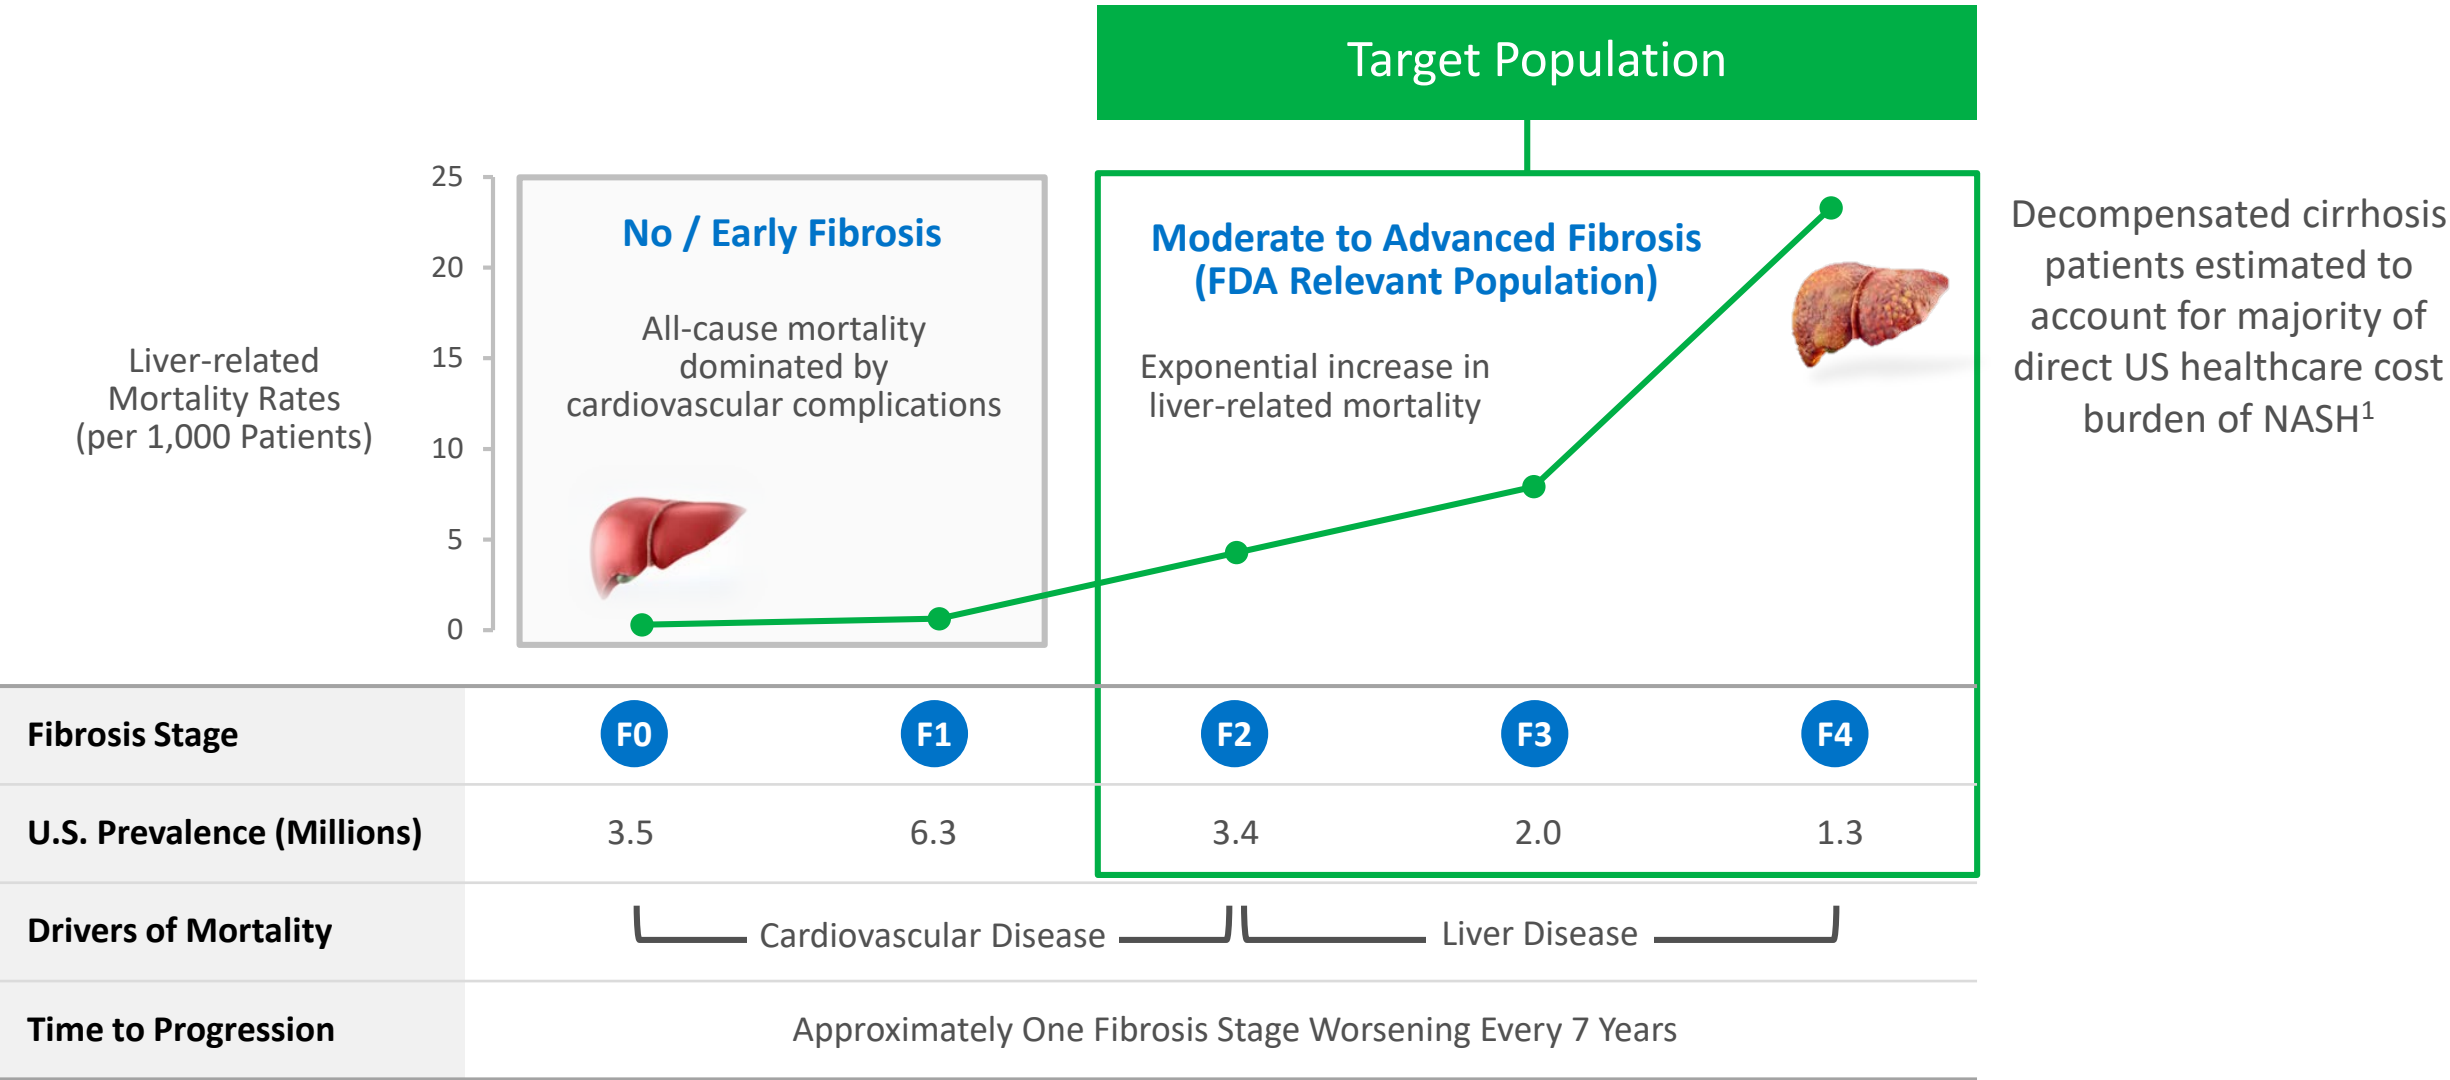 Target Population
25
20
15
10
5
0
Liver-related
Mortality Rates
(per 1,000 Patients)
No / Early Fibrosis
All-cause mortality
dominated by
cardiovascular complications
Moderate to Advanced Fibrosis
(FDA Relevant Population)
Exponential increase in
liver-related mortality
Decompensated cirrhosis
patients estimated to
account for majority of
direct US healthcare cost
burden of NASH¹
Fibrosis Stage F0 F1 F2 F3 F4
U.S. Prevalence (Millions) 3.5 6.3 3.4 2.0 1.3
Drivers of Mortality Cardiovascular Disease Liver Disease
Time to Progression Approximately One Fibrosis Stage Worsening Every 7 Years